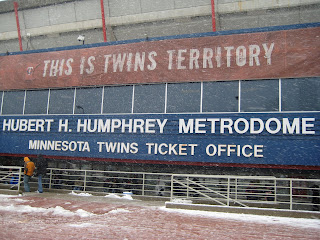 THIS IS TWINS TERRITORY
HUBERT H. HUMPHREY METRODOME
MINNESOTA TWINS TICKET OFFICE